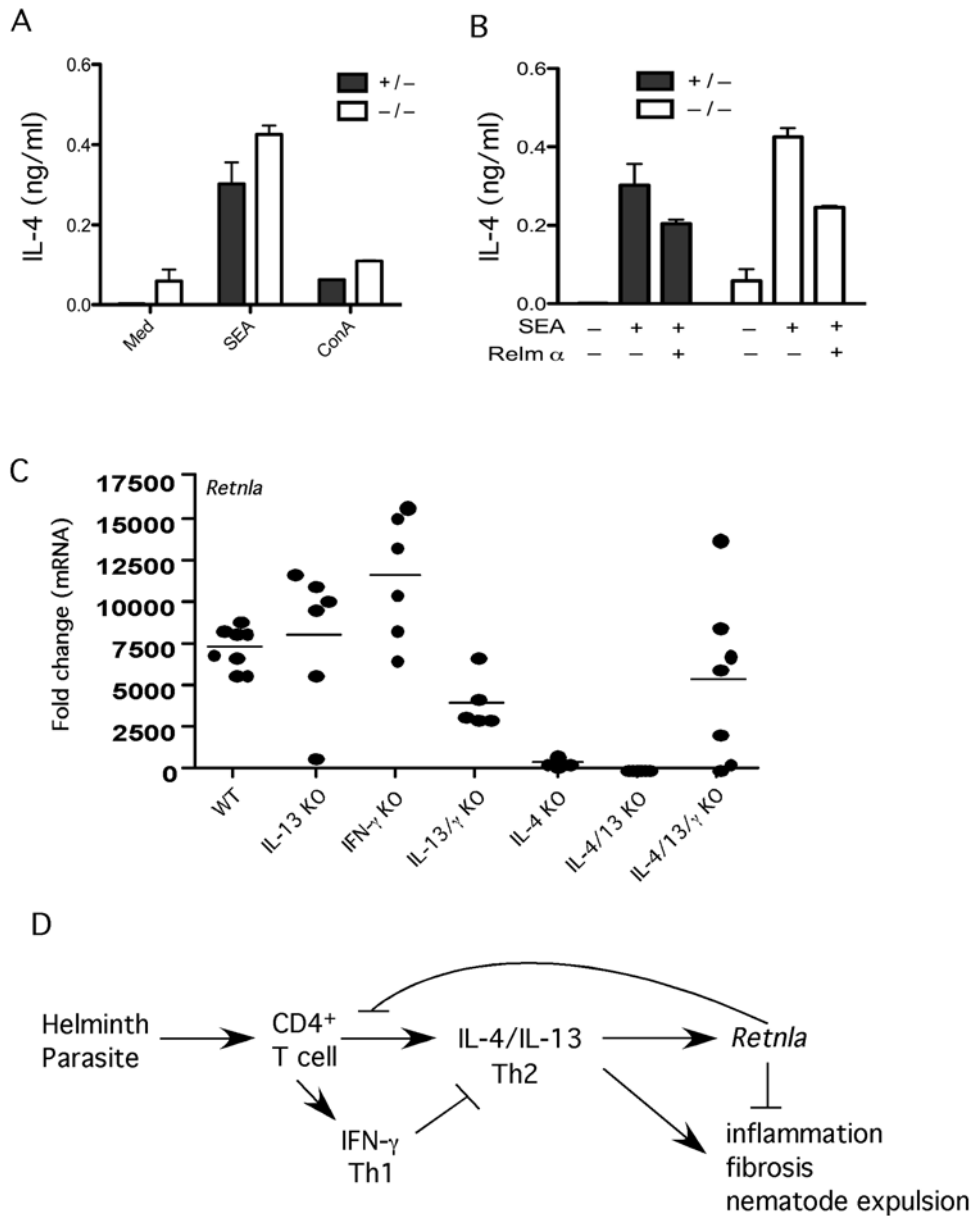 A
IL-4 (ng/ml)
0.6
0.4
0.2
0.0
+/–
–/–
Med
SEA
ConA
B
IL-4 (ng/ml)
0.6
0.4
0.2
0.0
+/–
–/–
SEA – + + – + +
Relm α – – + – – +
C
Fold change (mRNA)
17500
15000
12500
10000
7500
5000
2500
0
Retnla
WT
IL-13 KO
IFN-γ KO
IL-13/γ KO
IL-4 KO
IL-4/13 KO
IL-4/13/γ KO
D
Helminth
Parasite
CD4+
T cell
IL-4/IL-13
Th2
Retnla
IFN-γ
Th1
inflammation
fibrosis
nematode expulsion